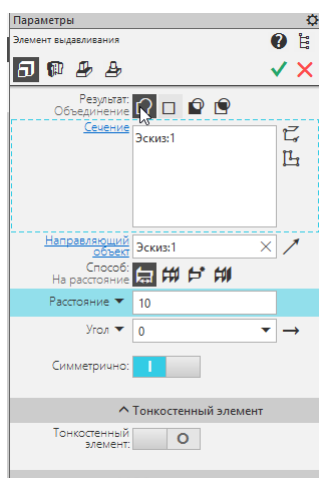 Параметры
Элемент выдавливания
Результат:
Объединение
Сечение
Эскиз:1
Направляющий
объект
Эскиз:1
Способ:
На расстояние
Расстояние
10
Угол
0
Симметрично:
Тонкостенный элемент
Тонкостенный
элемент: